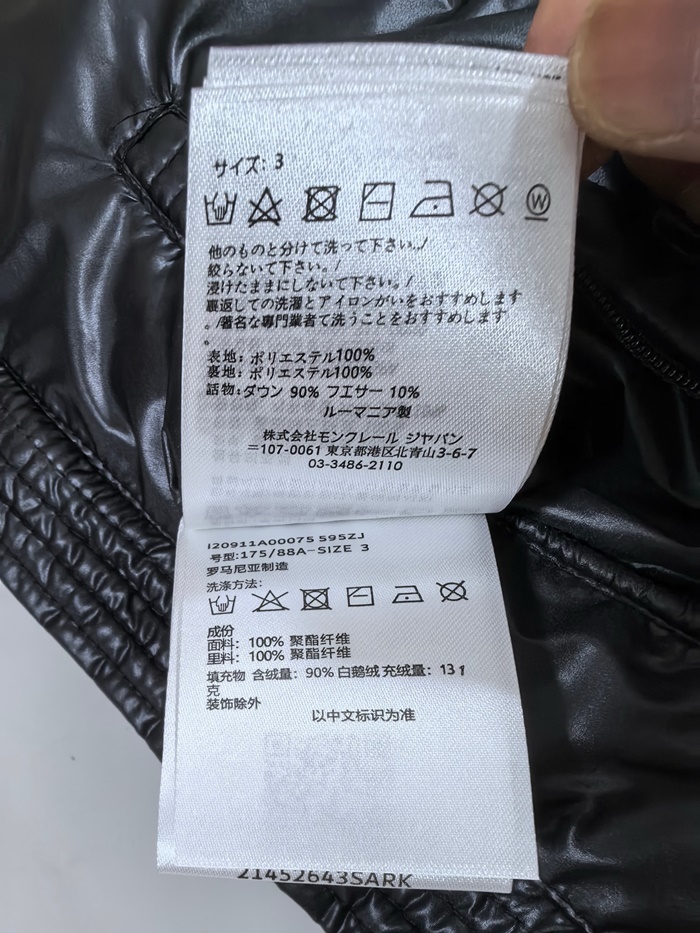 サイズ: 3
W
他のものと分けて洗って下さい./
絞らないて下さい。/
浸けたままにしないて下さい。/
裏返しての洗濯とアイロンがいをおすすめします
。/著名な専門業者て洗うことをおすすめします
。
表地: ポリエステル100%
裏地: ポリエステル100%
詰物: ダウン 90% フエサー 10%
ルーマニア製
株式会社モンクレール ジヤパン
=107-0061 東京都港区北青山3-6-7
03-3486-2110
I20911A00075 595ZJ
号型:175/88A-SIZE 3
罗马尼亚制造
洗涤方法:
成份
面料: 100% 聚酯纤维
里料: 100% 聚酯纤维
填充物 含绒量: 90% 白鹅绒 充绒量: 131
克
装饰除外
以中文标识为准
21452643SARK